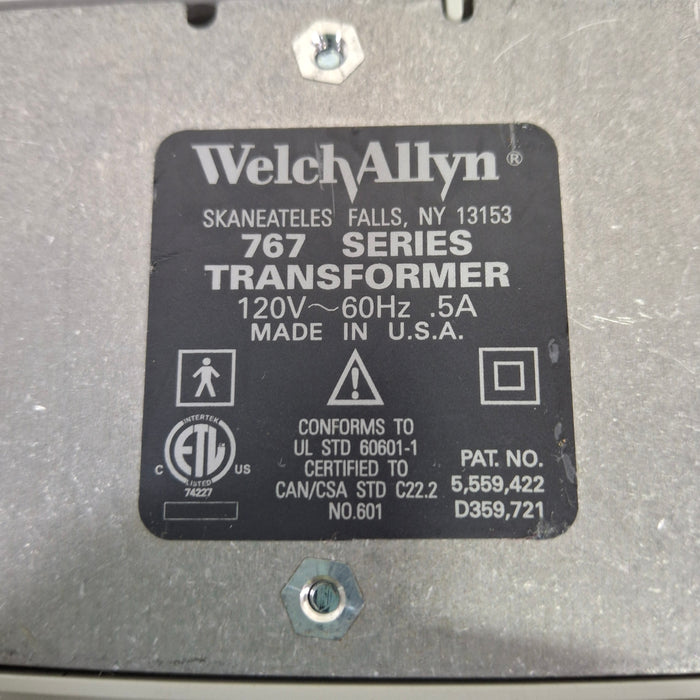 WelchAllyn®
SKANEATELES FALLS, NY 13153
767 SERIES
TRANSFORMER
120V~60Hz .5A
MADE IN U.S.A.
INTERTEK
ETL
C US
LISTED
74227
CONFORMS TO
UL STD 60601-1
CERTIFIED TO
CAN/CSA STD C22.2
NO.601
PAT. NO.
5,559,422
D359,721